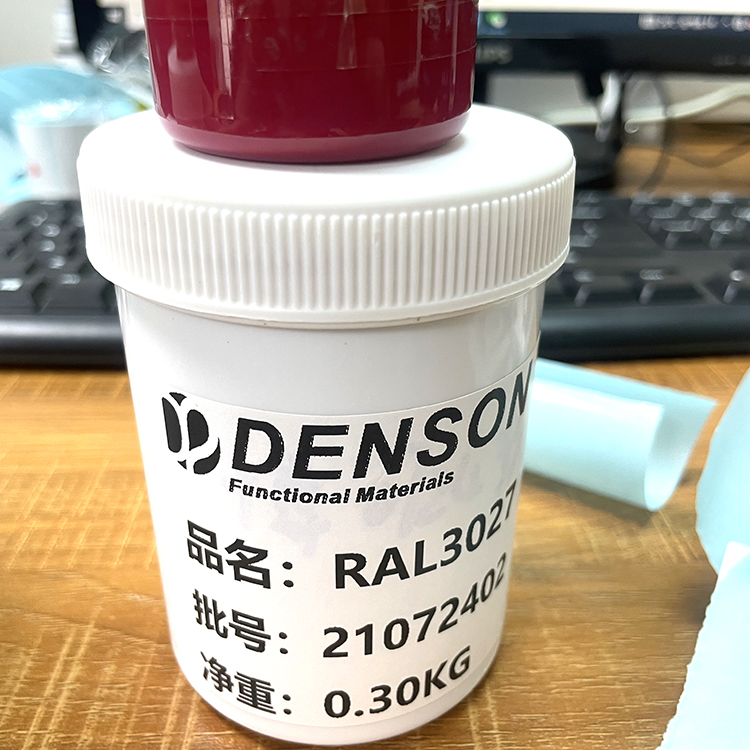 DENSON
Functional Materials
品名：RAL3027
批号：21072402
净重：0.30KG